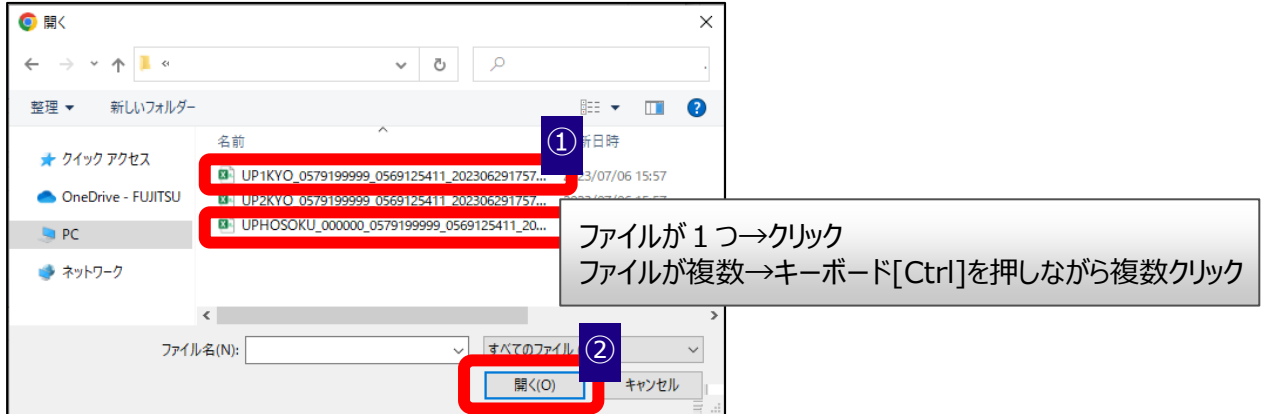 開く
整理 新しいフォルダー
名前
①
新日時
クイック アクセス
UP1KYO_0579199999_0569125411_202306291757... 2023/07/06 15:57
OneDrive - FUJITSU
UP2KYO_0579199999_0569125411_202306291757...
UPHOSOKU_000000_0579199999_0569125411_20...
PC
ネットワーク
ファイルが１つ→クリック
ファイルが複数→キーボード[Ctrl]を押しながら複数クリック
ファイル名(N):
すべてのファイル
②
開く(O)
キャンセル